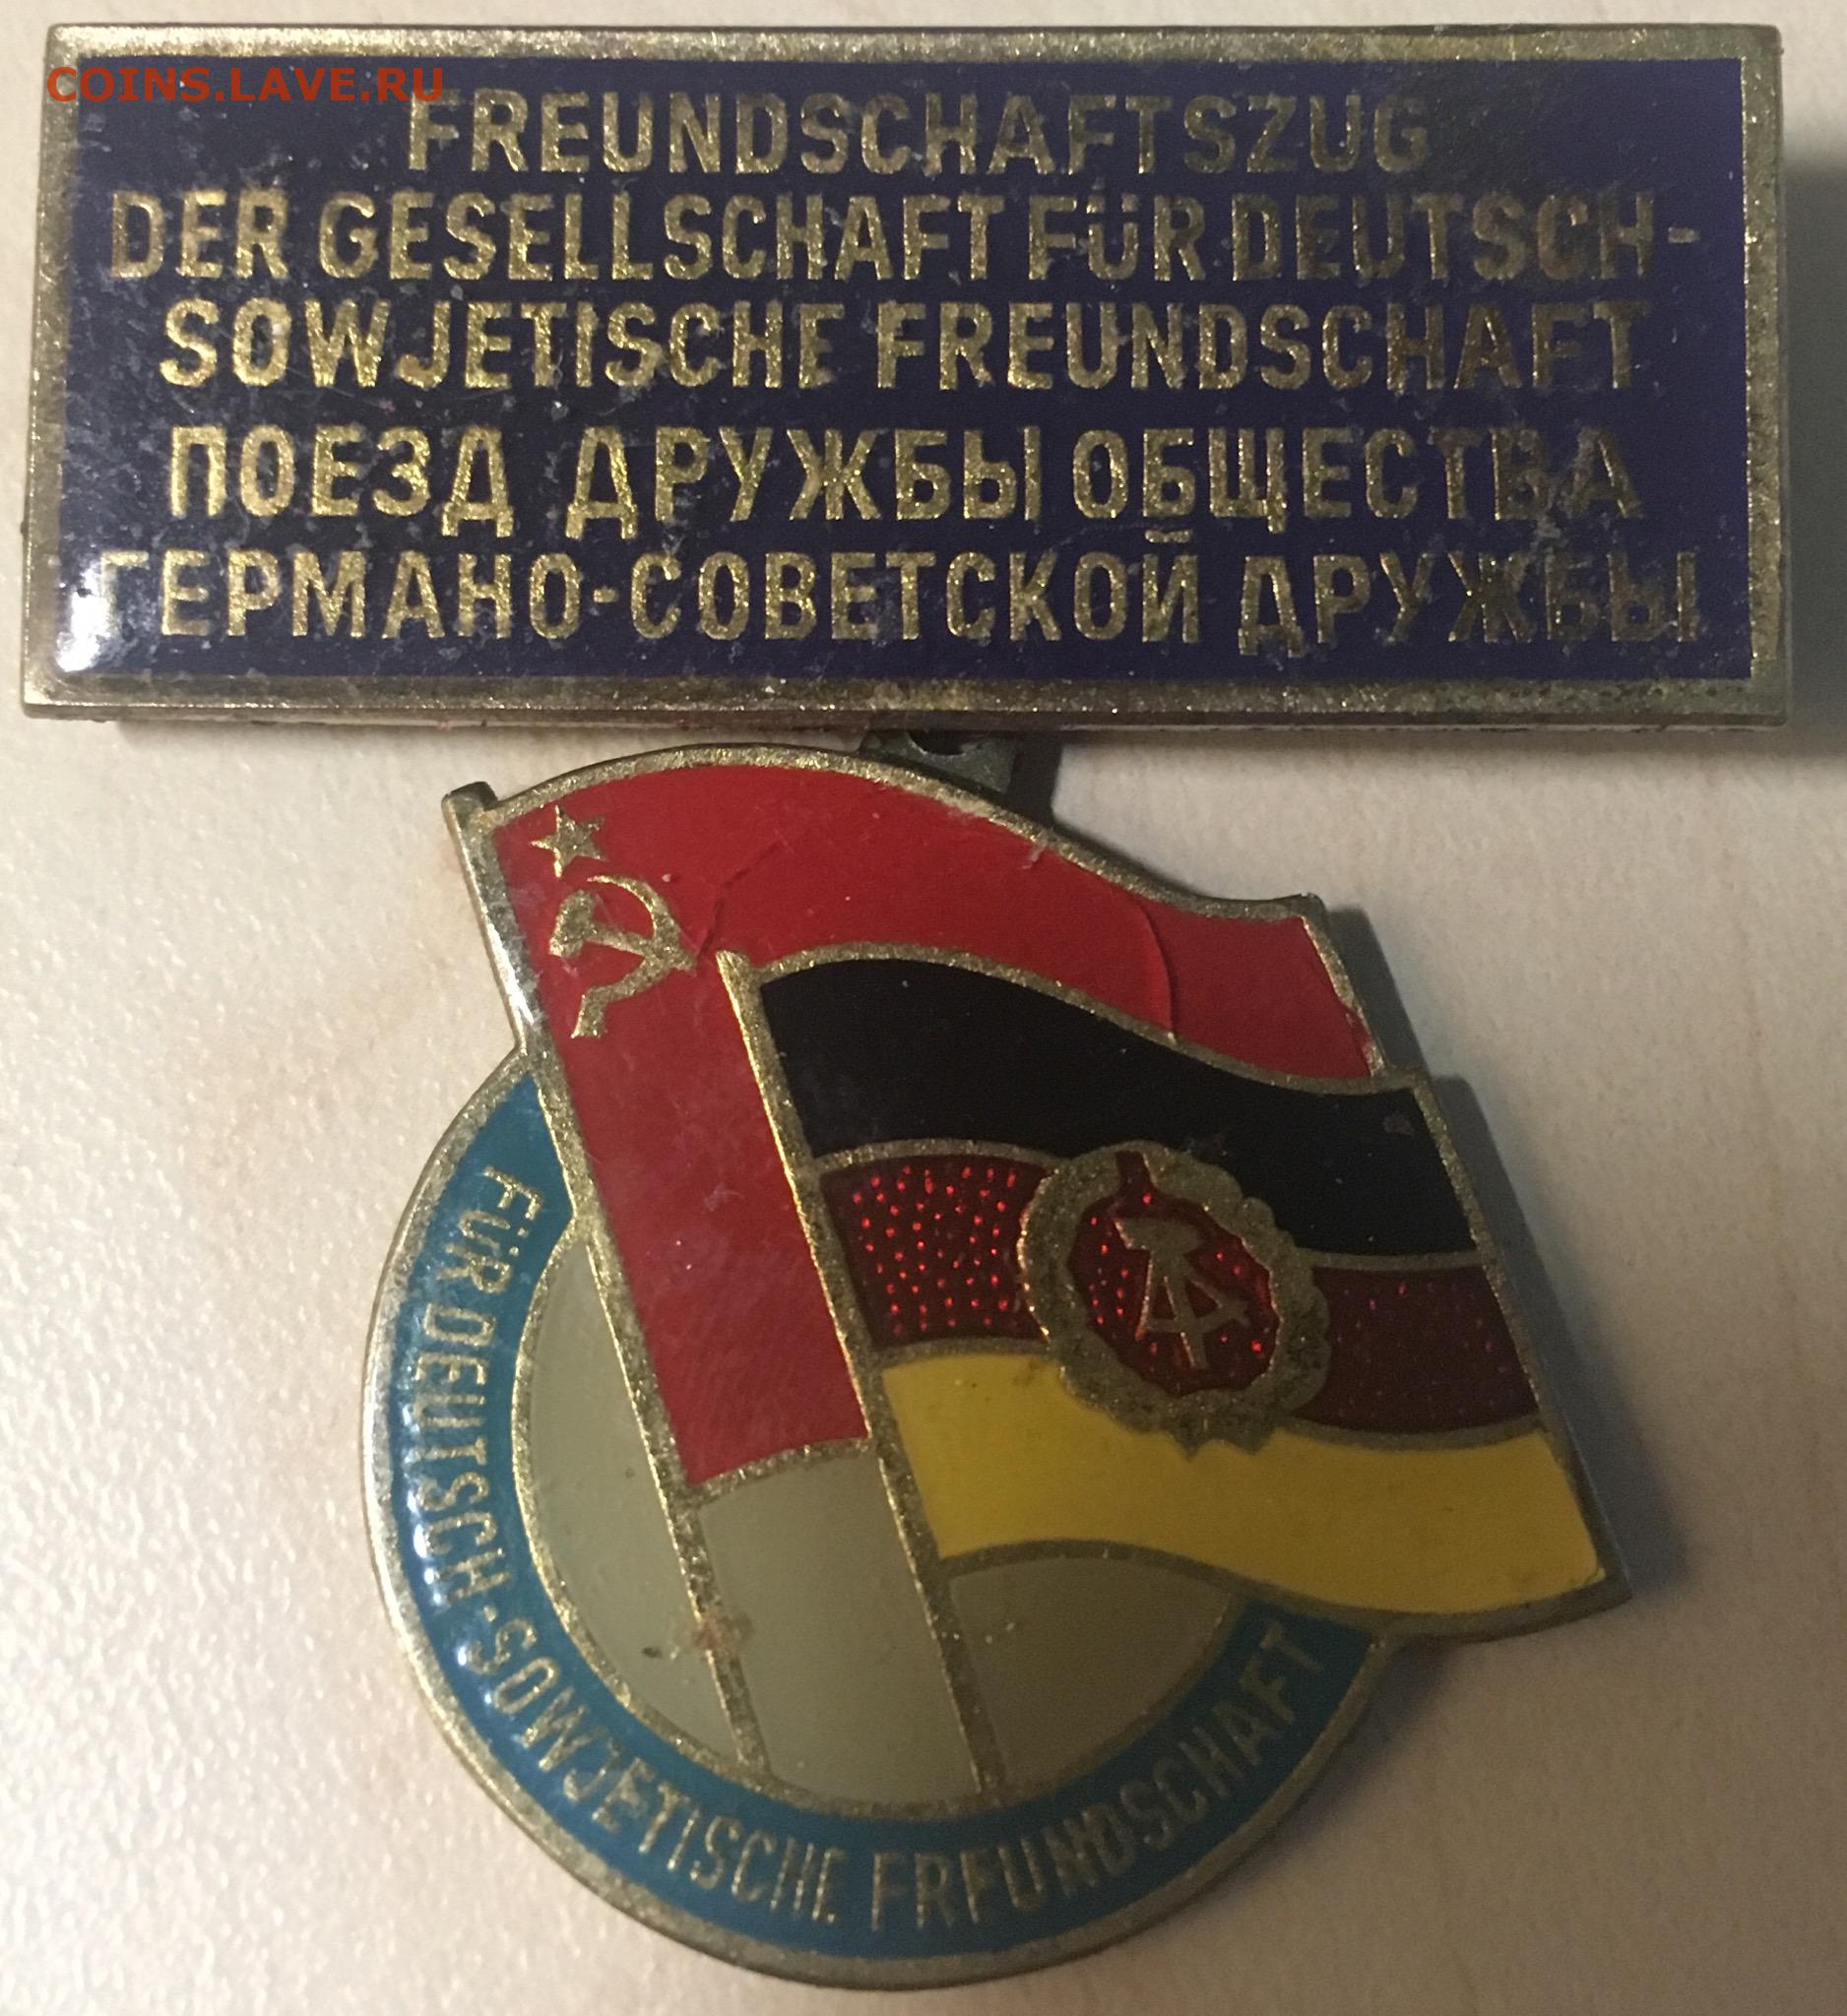 COINS.LAVE.RU
FREUNDSCHAFTSZUG
DER GESELLSCHAFT FÜR DEUTSCH-
SOWJETISCHE FREUNDSCHAFT
ПОЕЗД ДРУЖБЫ ОБЩЕСТВА
ГЕРМАНО-СОВЕТСКОЙ ДРУЖБЫ
FÜR DEUTSCH-SOWJETISCHE FRFUNDSCHAFT